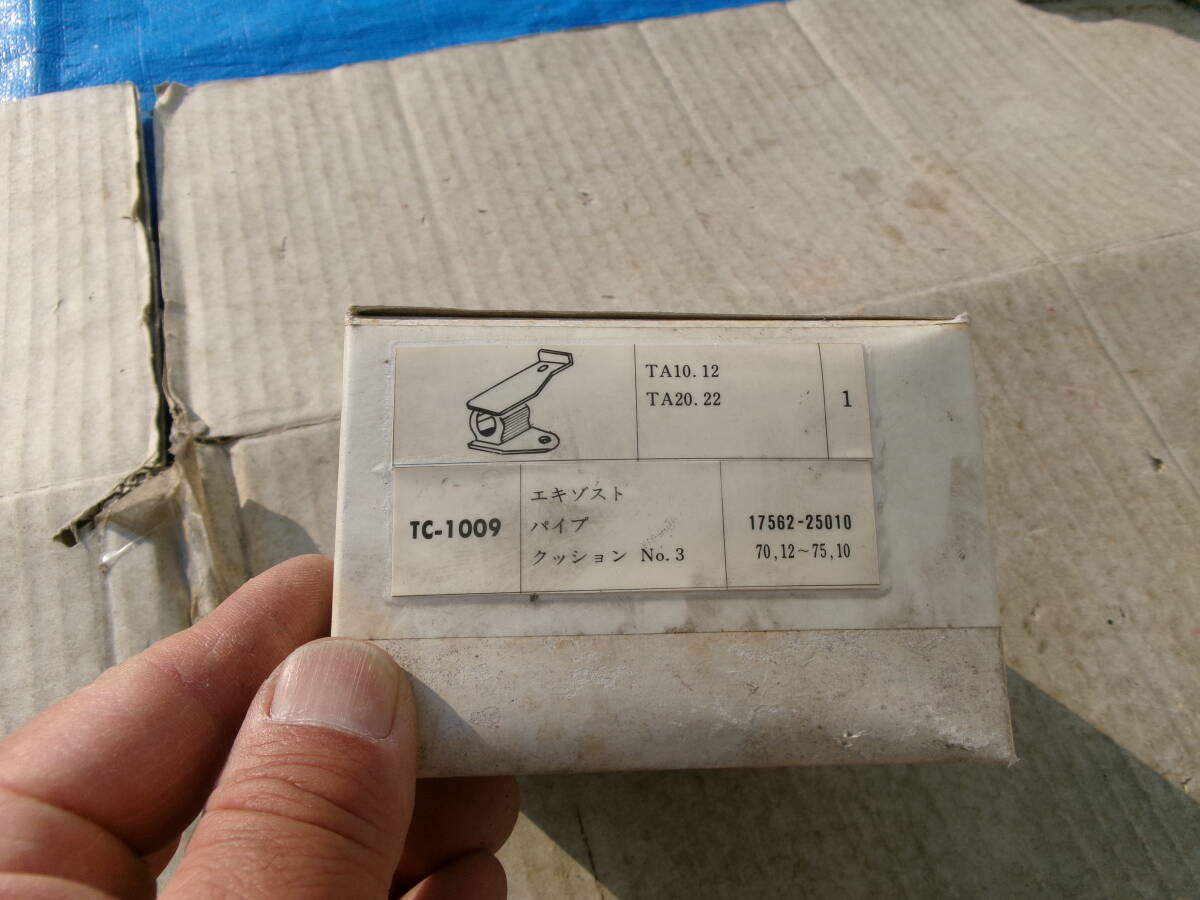 TA10.12
TA20.22
1
TC-1009
エキゾスト
パイプ
クッション No.3
17562-25010
70,12～75,10